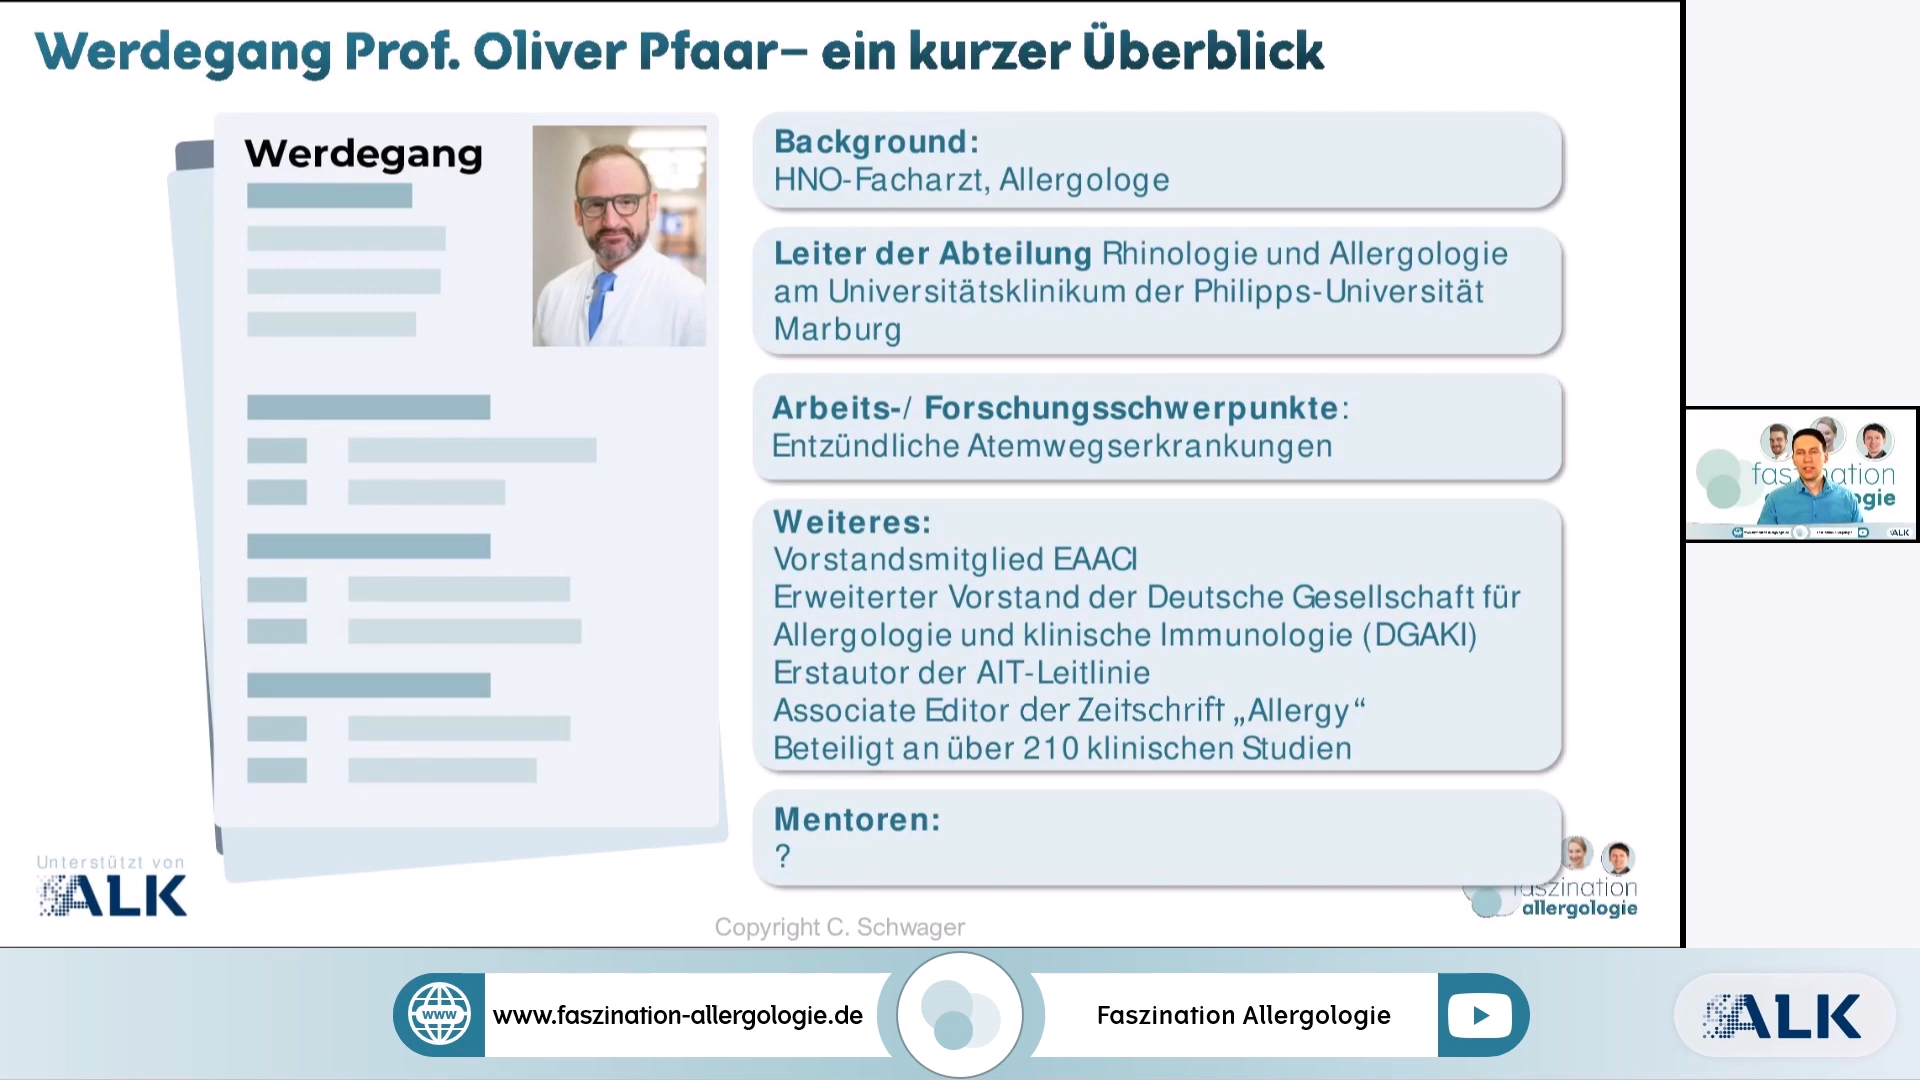 Werdegang Prof. Oliver Pfaar– ein kurzer Überblick
Werdegang
Background:
HNO-Facharzt, Allergologe
Leiter der Abteilung Rhinologie und Allergologie
am Universitätsklinikum der Philipps-Universität
Marburg
Arbeits-/ Forschungsschwerpunkte:
Entzündliche Atemwegserkrankungen
Weiteres:
Vorstandsmitglied EAACI
Erweiterter Vorstand der Deutsche Gesellschaft für
Allergologie und klinische Immunologie (DGAKI)
Erstautor der AIT-Leitlinie
Associate Editor der Zeitschrift „Allergy“
Beteiligt an über 210 klinischen Studien
Mentoren:
?
Unterstützt von
ALK
faszination
allergologie
Copyright C. Schwager
www
www.faszination-allergologie.de
Faszination Allergologie
ALK
ALK